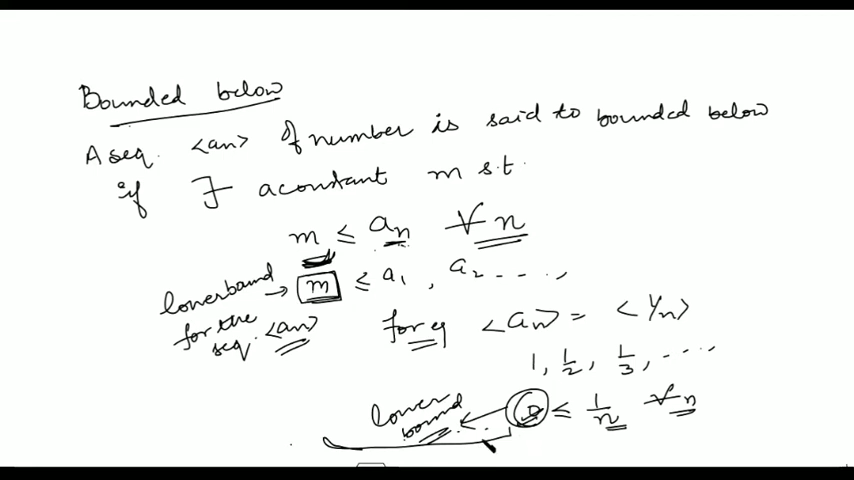 Bounded below
A seq. <an> of number is said to bounded below
if ∃ a constant m s.t.
m ≤ an ∀ n
lowerbound → m ≤ a1, a2 ....,
for the seq. <an>
for eg <an> = <1/n>
1, 1/2, 1/3, ....
lower bound ← 0 ≤ 1/n ∀ n